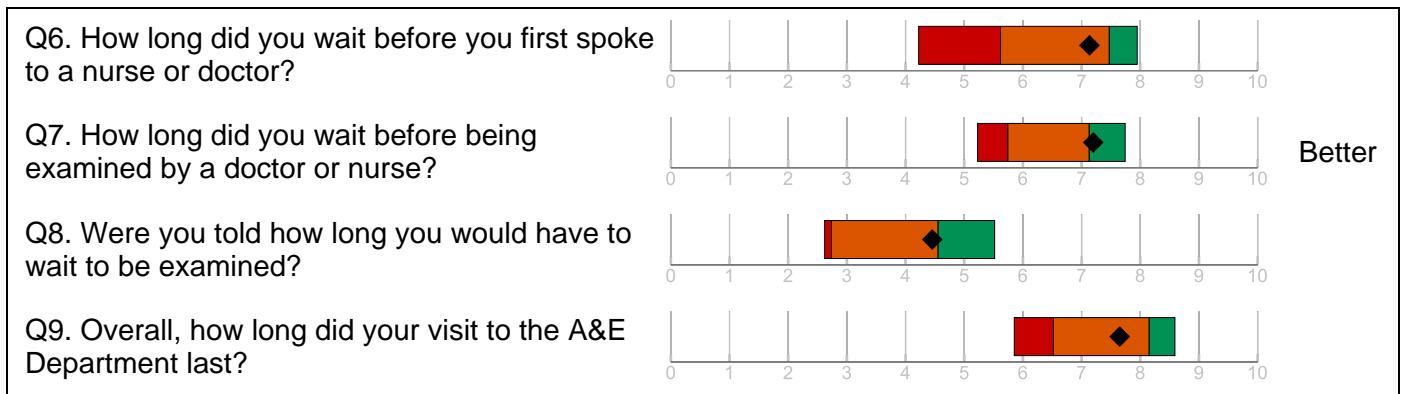 Q6. How long did you wait before you first spoke
to a nurse or doctor?
0 1 2 3 4 5 6 7 8 9 10
Q7. How long did you wait before being
examined by a doctor or nurse?
Better
0 1 2 3 4 5 6 7 8 9 10
Q8. Were you told how long you would have to
wait to be examined?
0 1 2 3 4 5 6 7 8 9 10
Q9. Overall, how long did your visit to the A&E
Department last?
0 1 2 3 4 5 6 7 8 9 10